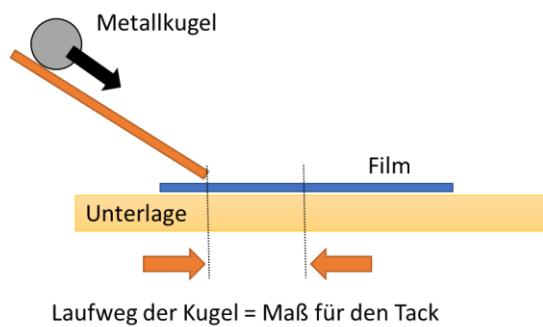 Metallkugel
Film
Unterlage
Laufweg der Kugel = Maß für den Tack